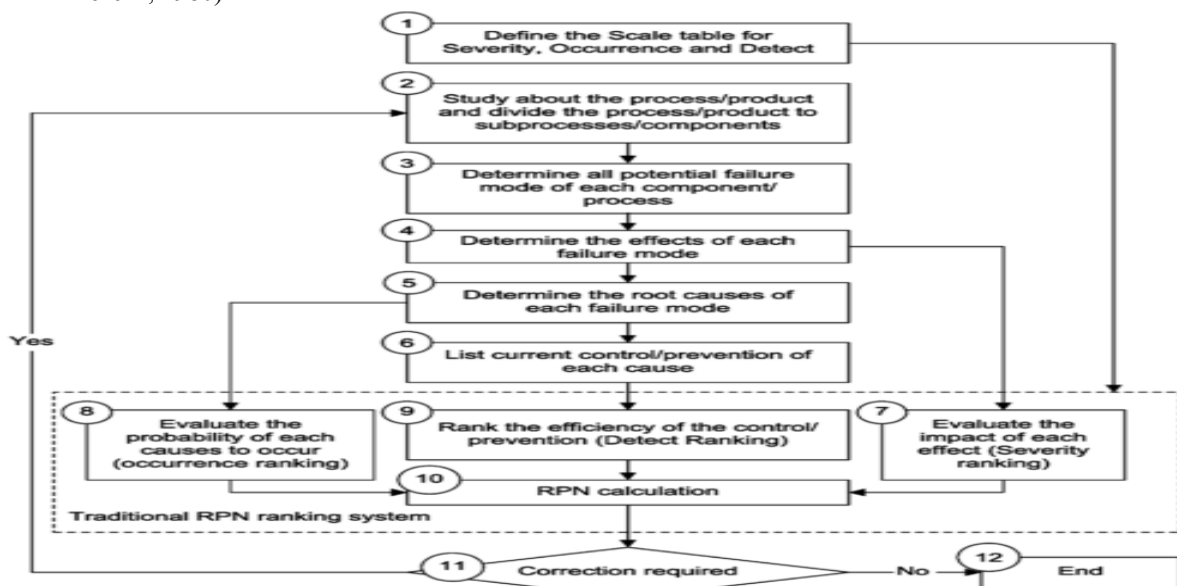 1
Define the Scale table for
Severity, Occurrence and Detect
2
Study about the process/product
and divide the process/product to
subprocesses/components
3
Determine all potential failure
mode of each component/
process
4
Determine the effects of each
failure mode
5
Determine the root causes of
each failure mode
Yes
6
List current control/prevention of
each cause
8
Evaluate the
probability of each
causes to occur
(occurrence ranking)
9
Rank the efficiency of the control/
prevention (Detect Ranking)
7
Evaluate the
impact of each
effect (Severity
ranking)
10
RPN calculation
Traditional RPN ranking system
11
Correction required
No
12
End